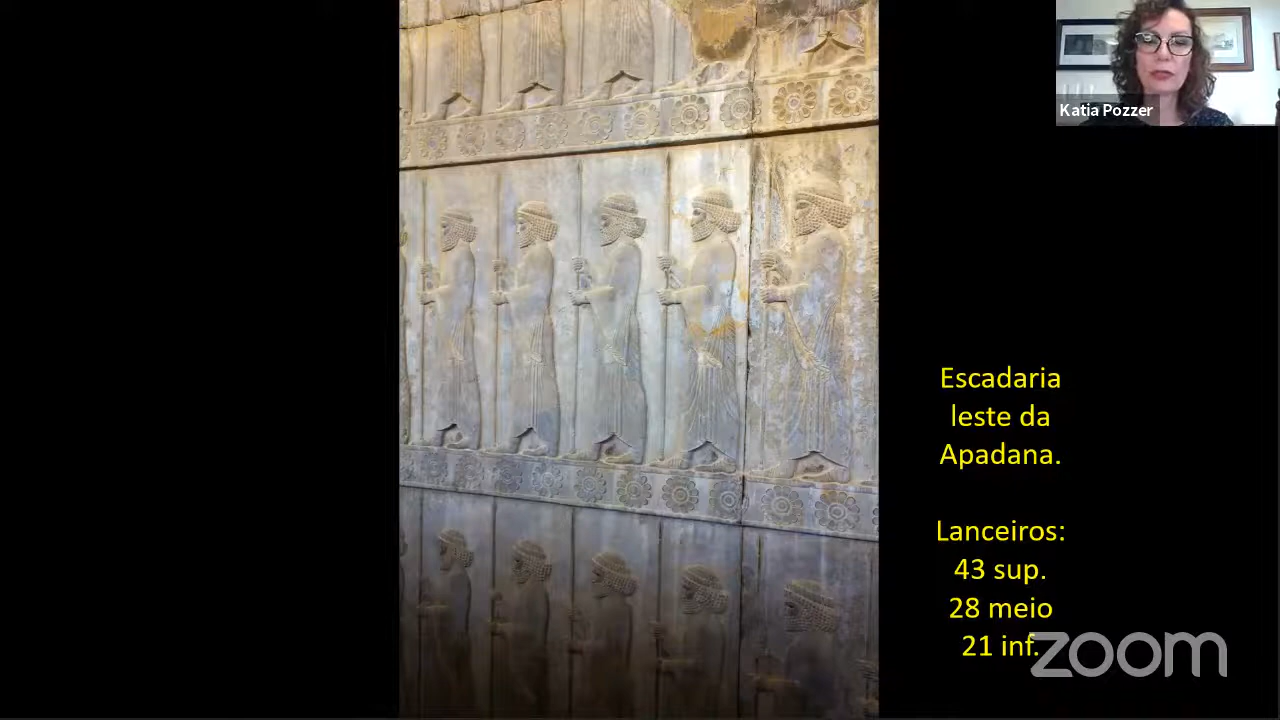 Katia Pozzer
Escadaria
leste da
Apadana.
Lanceiros:
43 sup.
28 meio
21 inf.
zoom